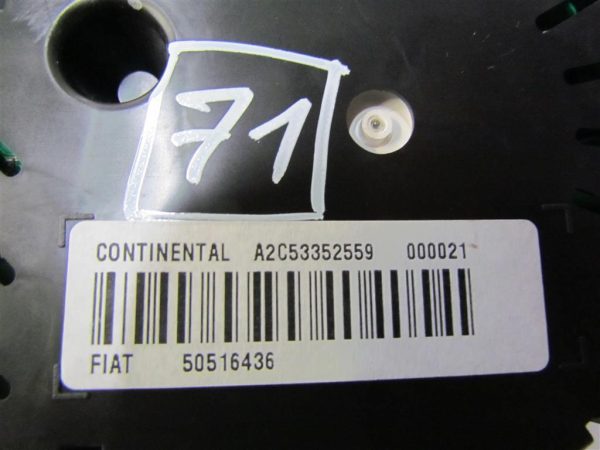 71
CONTINENTAL A2C53352559 000021
FIAT 50516436